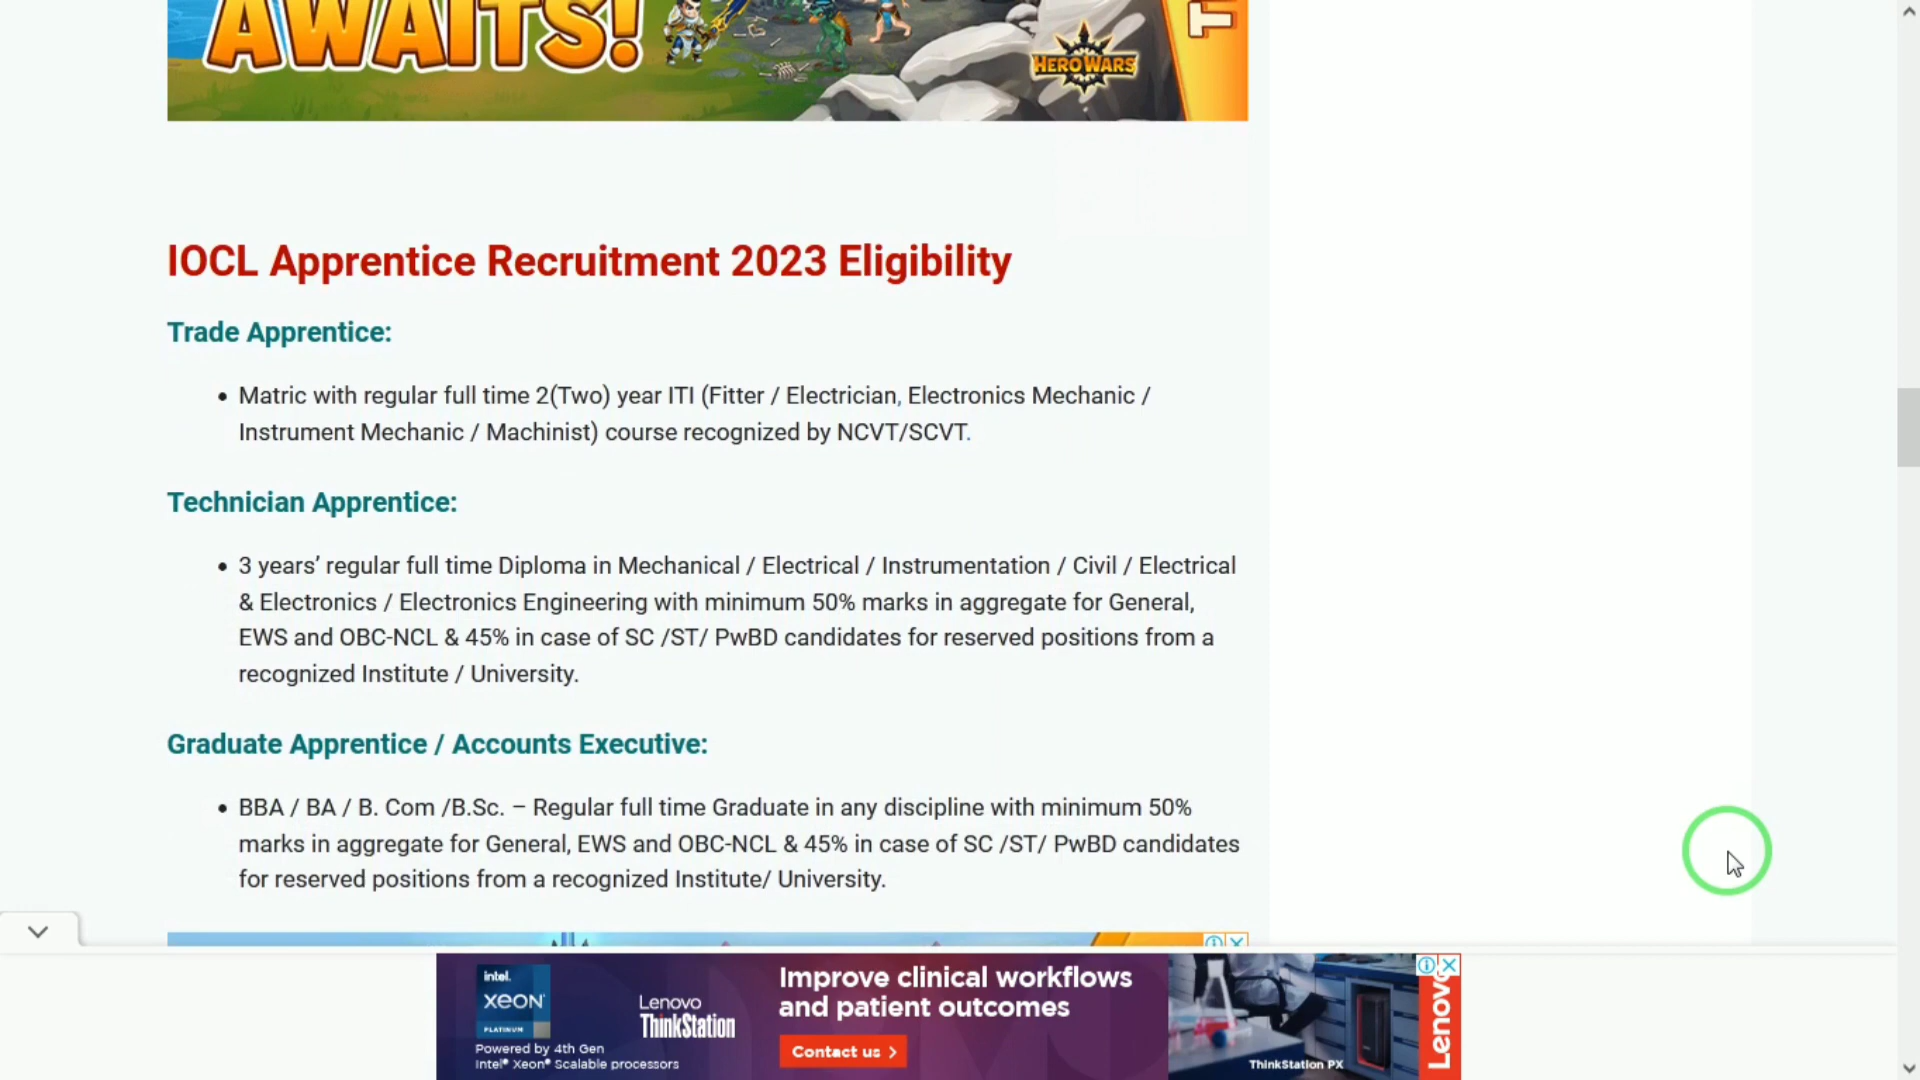 AWAITS!
HERO WARS
T
IOCL Apprentice Recruitment 2023 Eligibility
Trade Apprentice:
• Matric with regular full time 2(Two) year ITI (Fitter / Electrician, Electronics Mechanic /
Instrument Mechanic / Machinist) course recognized by NCVT/SCVT.
Technician Apprentice:
• 3 years’ regular full time Diploma in Mechanical / Electrical / Instrumentation / Civil / Electrical
& Electronics / Electronics Engineering with minimum 50% marks in aggregate for General,
EWS and OBC-NCL & 45% in case of SC /ST/ PwBD candidates for reserved positions from a
recognized Institute / University.
Graduate Apprentice / Accounts Executive:
• BBA / BA / B. Com /B.Sc. – Regular full time Graduate in any discipline with minimum 50%
marks in aggregate for General, EWS and OBC-NCL & 45% in case of SC /ST/ PwBD candidates
for reserved positions from a recognized Institute/ University.
intel.
XEON
PLATINUM
Powered by 4th Gen
Intel® Xeon® Scalable processors
Lenovo
ThinkStation
Improve clinical workflows
and patient outcomes
Contact us >
ThinkStation PX
Lenovo